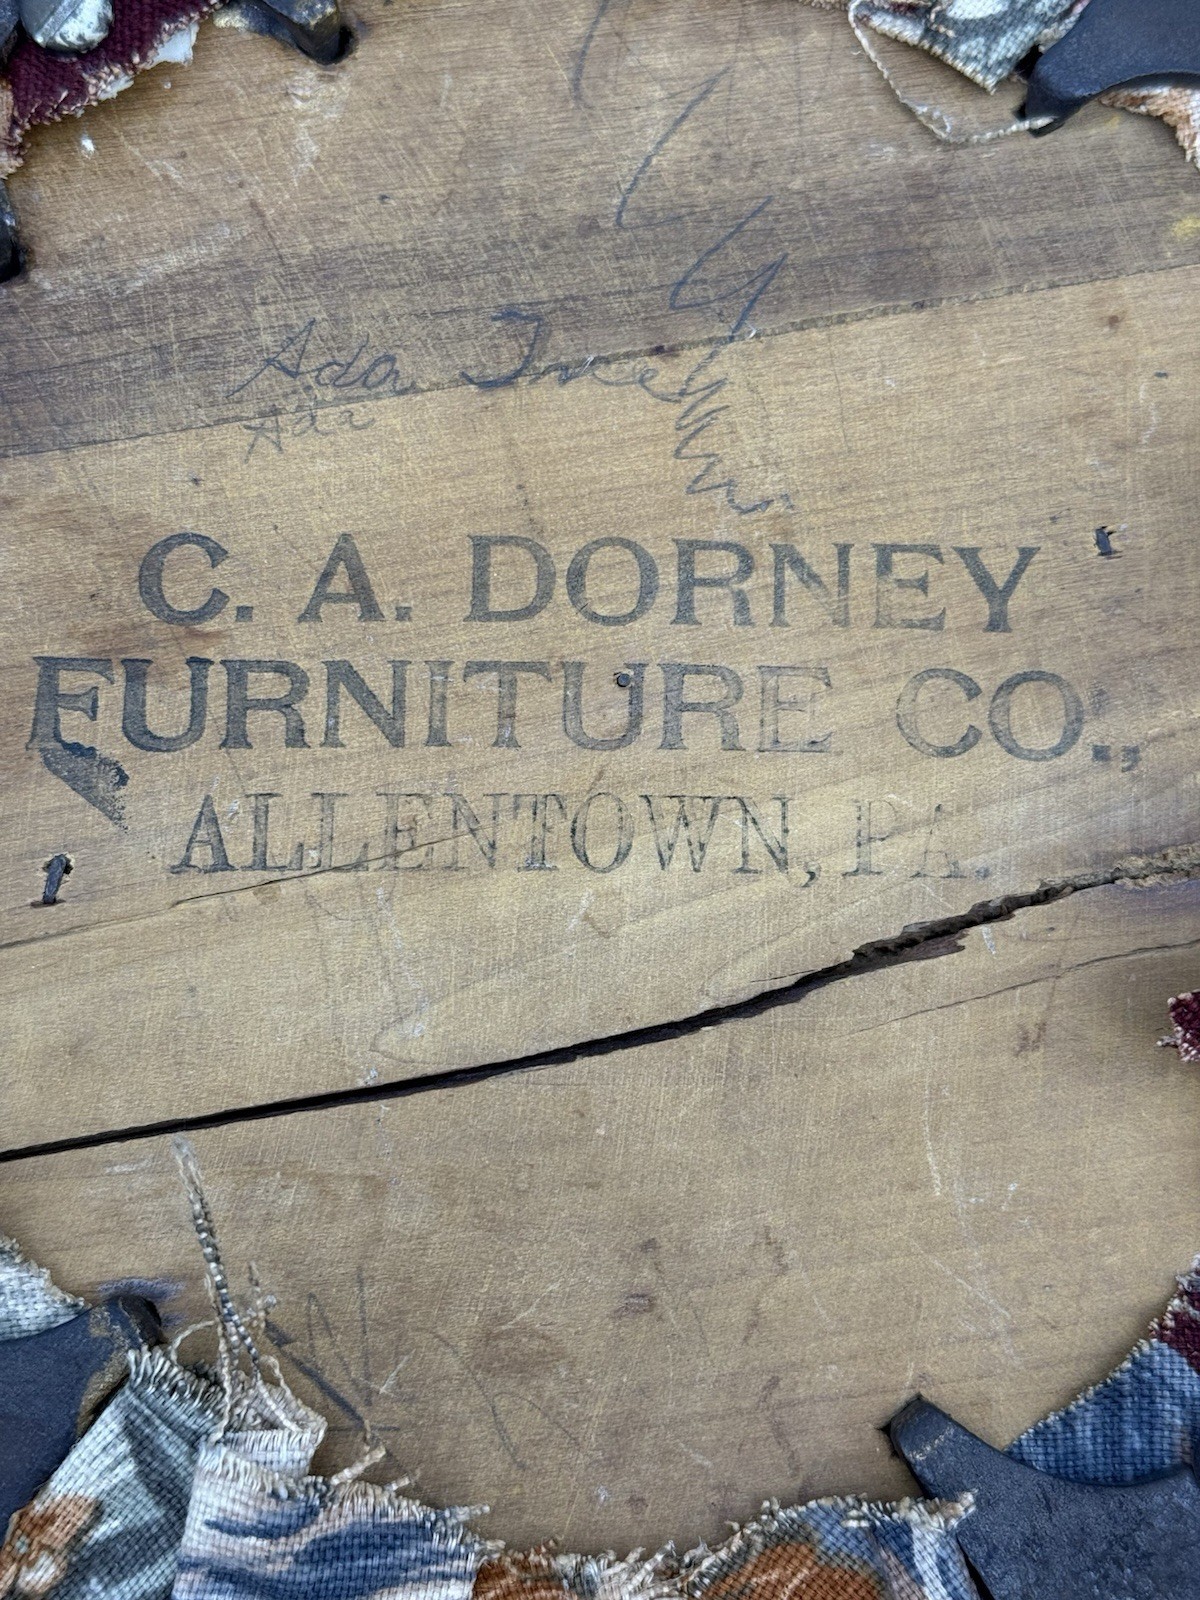 Ada
Ada
C. A. DORNEY
FURNITURE CO.,
ALLENTOWN, PA.